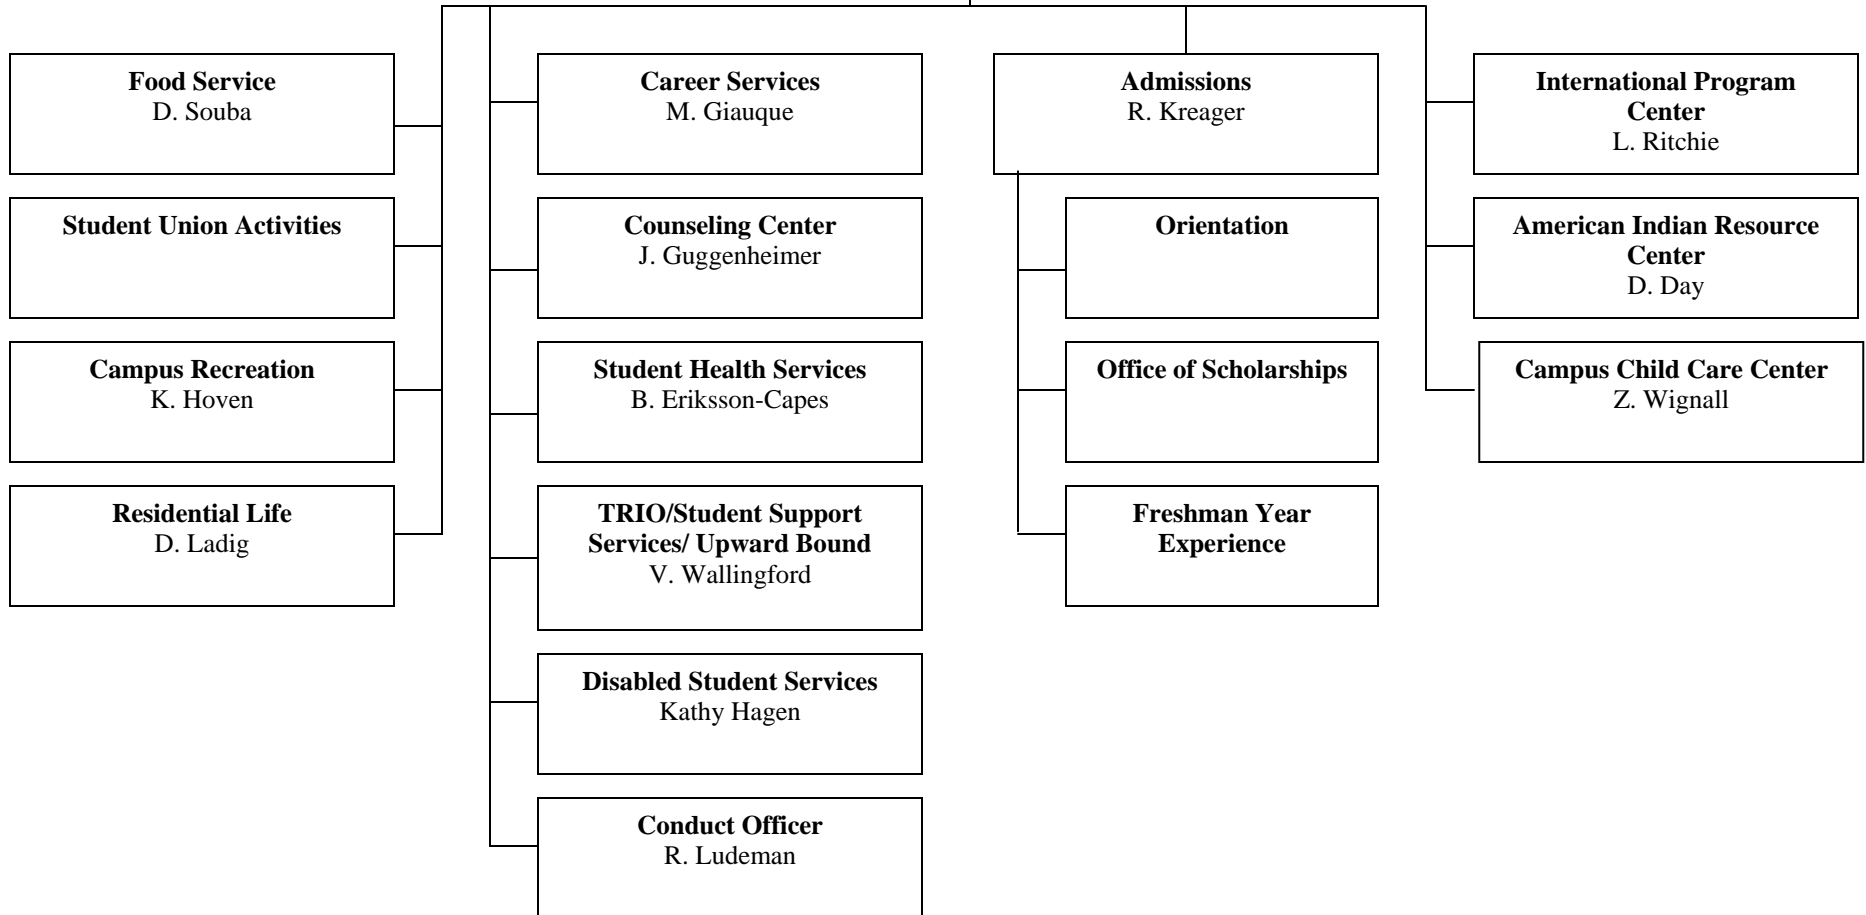 Food Service
D. Souba
Student Union Activities
Campus Recreation
K. Hoven
Residential Life
D. Ladig
Career Services
M. Giauque
Counseling Center
J. Guggenheimer
Student Health Services
B. Eriksson-Capes
TRIO/Student Support
Services/ Upward Bound
V. Wallingford
Disabled Student Services
Kathy Hagen
Conduct Officer
R. Ludeman
Admissions
R. Kreager
Orientation
Office of Scholarships
Freshman Year
Experience
International Program
Center
L. Ritchie
American Indian Resource
Center
D. Day
Campus Child Care Center
Z. Wignall